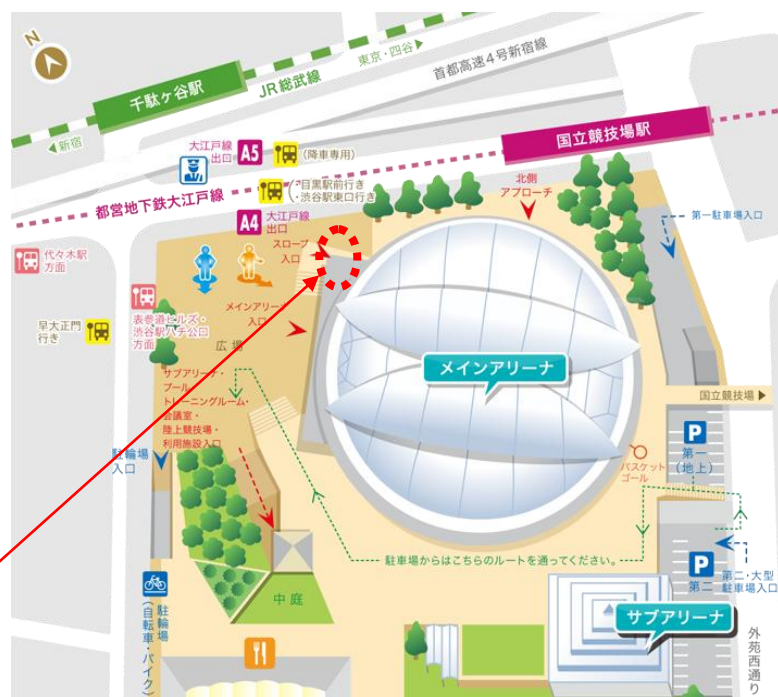 N
千駄ケ谷駅
JR総武線
東京・四谷▶
首都高速4号新宿線
◀新宿
国立競技場駅
大江戸線
出口
A5
(降車専用)
都営地下鉄大江戸線
目黒駅前行き
・渋谷駅東口行き
北側
アプローチ
A4
大江戸線
出口
スロープ
入口
第一駐車場入口
代々木駅
方面
表参道ヒルズ・
渋谷駅ハチ公口
方面
早大正門
行き
メインアリーナ
入口
広場
メインアリーナ
サブアリーナ・
プール・
トレーニングルーム・
会議室・
陸上競技場・
利用施設入口
国立競技場▶
P
第一
(地上)
バスケット
ゴール
駐輪場
入口
駐車場からはこちらのルートを通ってください。
P
第二
第二・大型
駐車場入口
中庭
駐輪場
(自転車・バイク)
サブアリーナ
外苑西通り